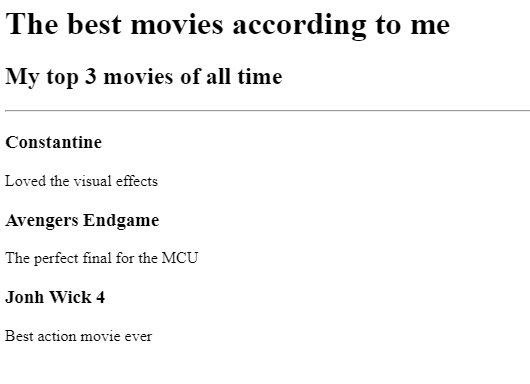 The best movies according to me
My top 3 movies of all time
Constantine
Loved the visual effects
Avengers Endgame
The perfect final for the MCU
Jonh Wick 4
Best action movie ever